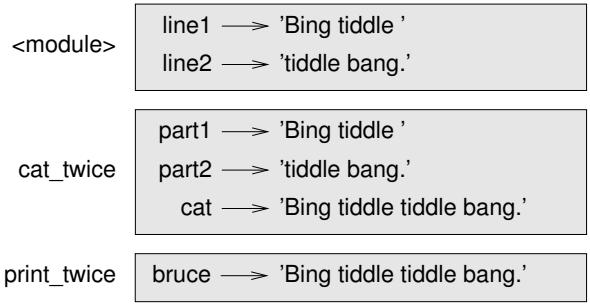 <module>
line1 'Bing tiddle '
line2 'tiddle bang.'
cat_twice
part1 'Bing tiddle '
part2 'tiddle bang.'
cat 'Bing tiddle tiddle bang.'
print_twice
bruce 'Bing tiddle tiddle bang.'